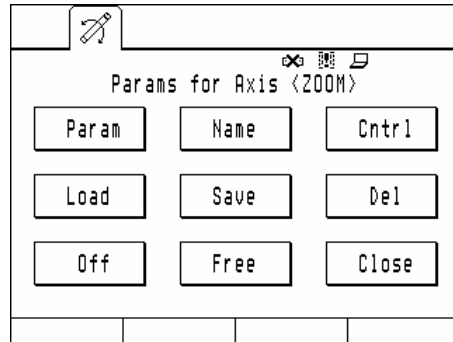 Params for Axis <ZOOM>
Param Name Cntrl
Load Save Del
Off Free Close